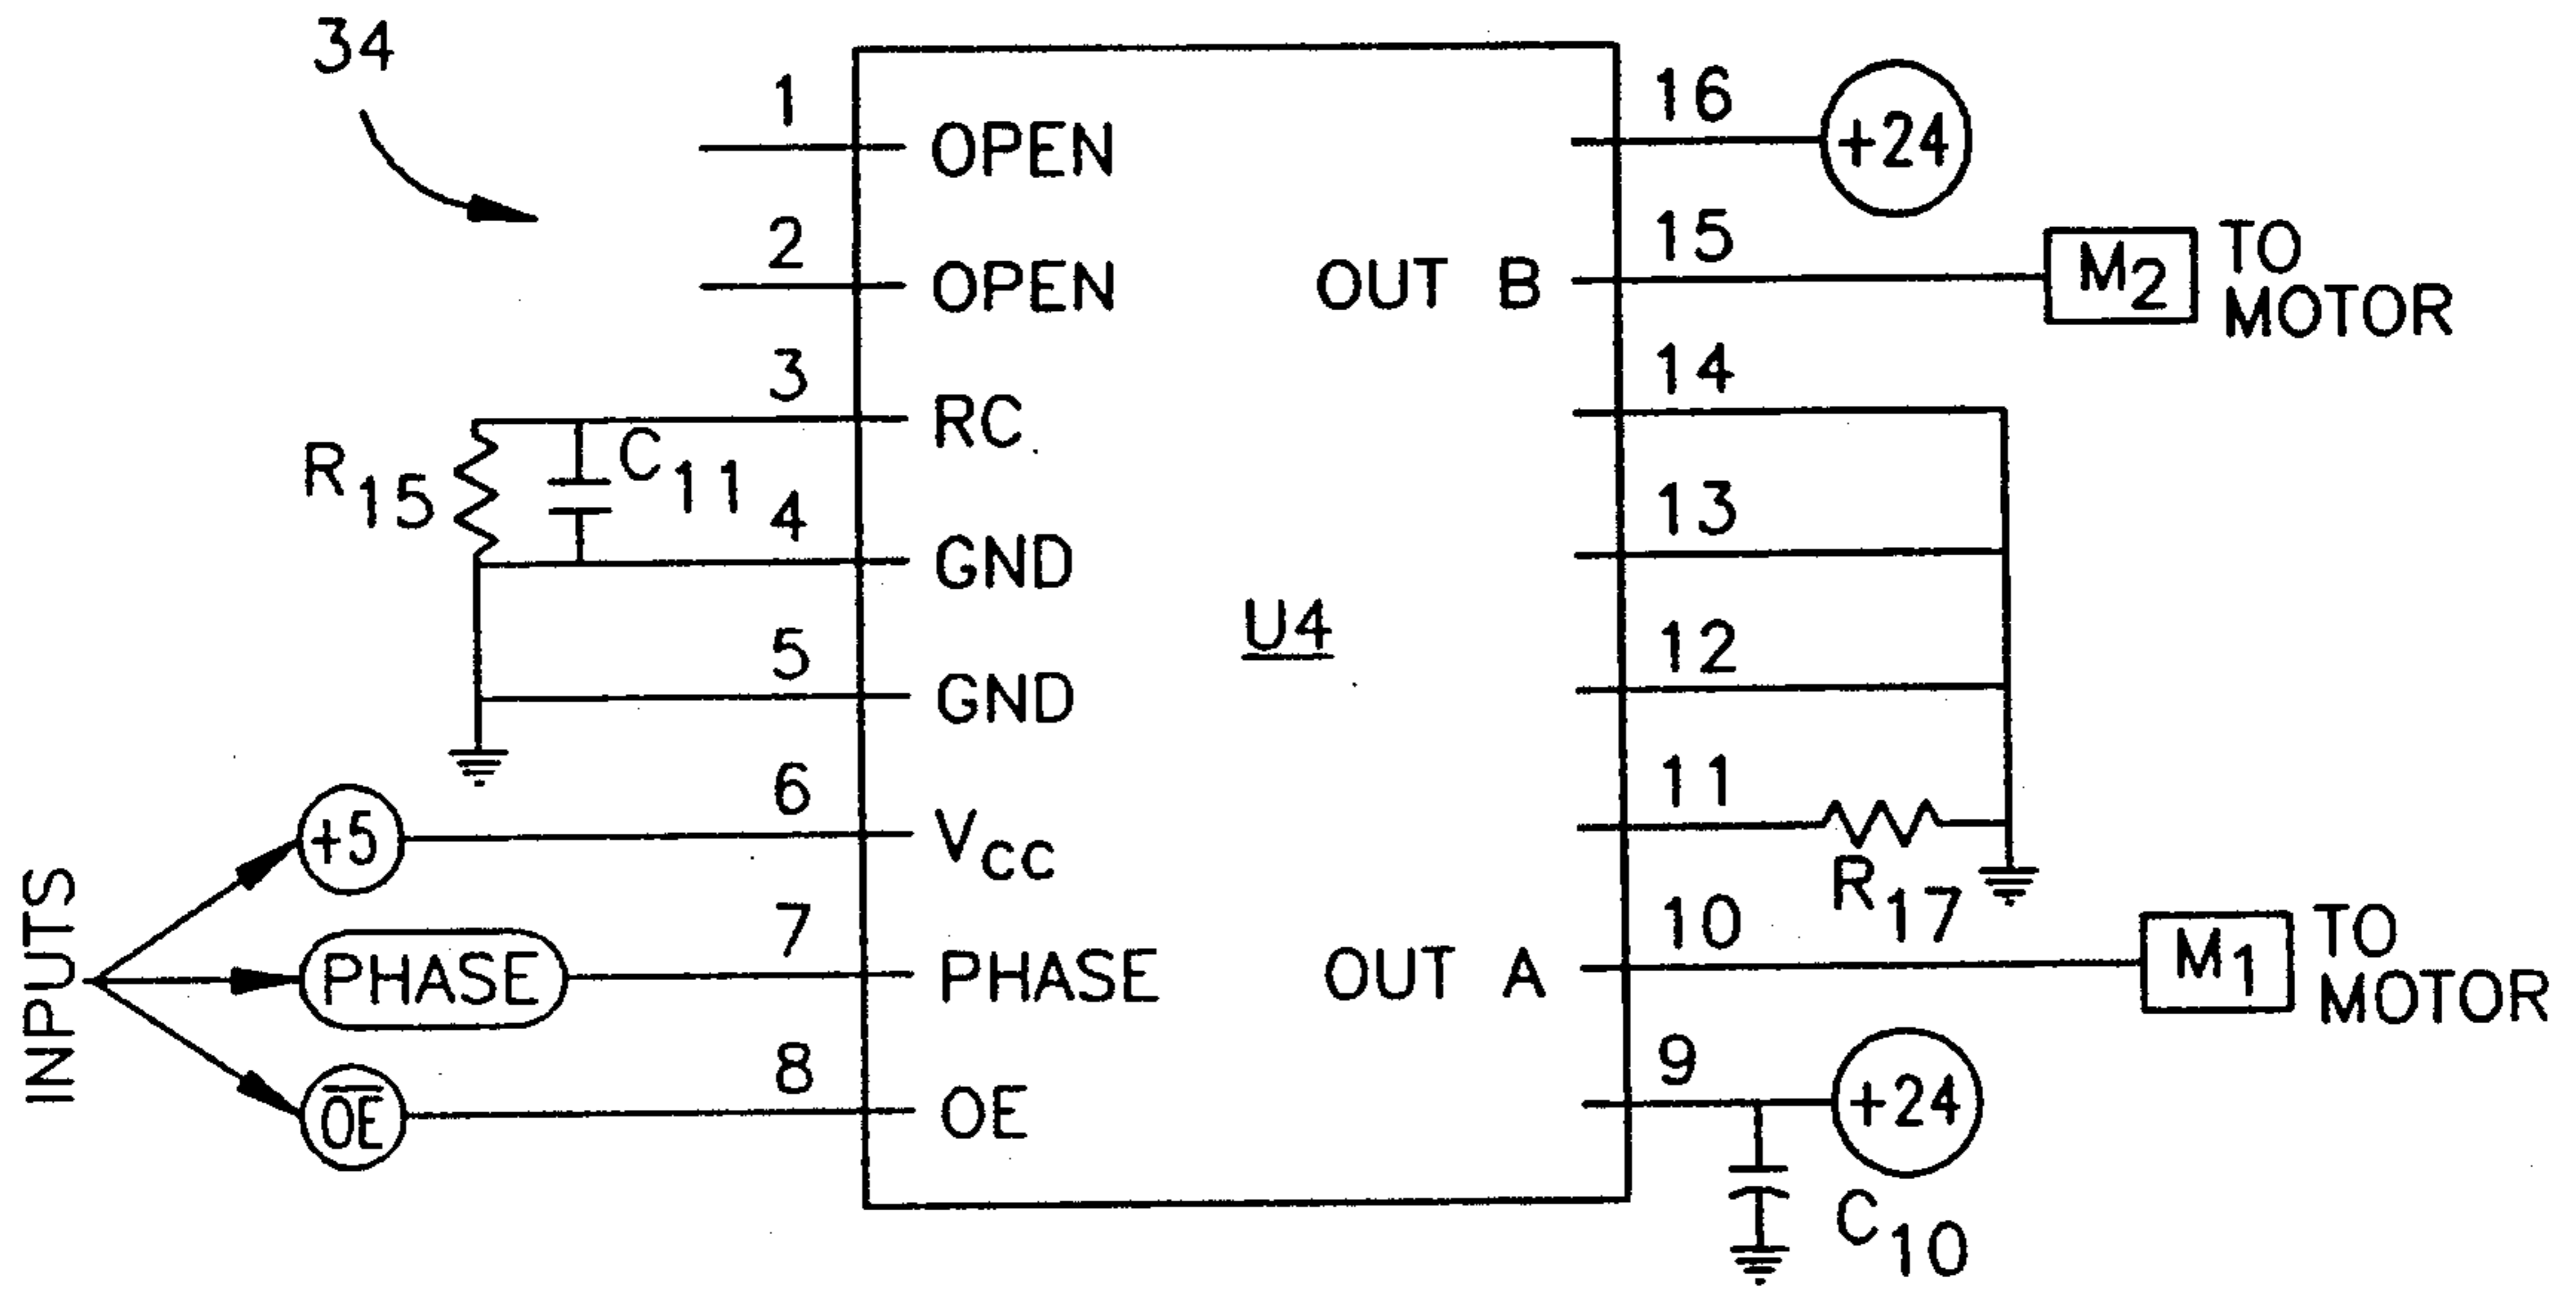 34
1 OPEN
2 OPEN
3 RC
R15 C11
4 GND
5 GND
6 VCC
7 PHASE
8 OE
INPUTS
+5
PHASE
O̅E̅
U4
16 +24
15 OUT B
M2 TO MOTOR
14
13
12
11
R17
10 OUT A
M1 TO MOTOR
9 +24
C10